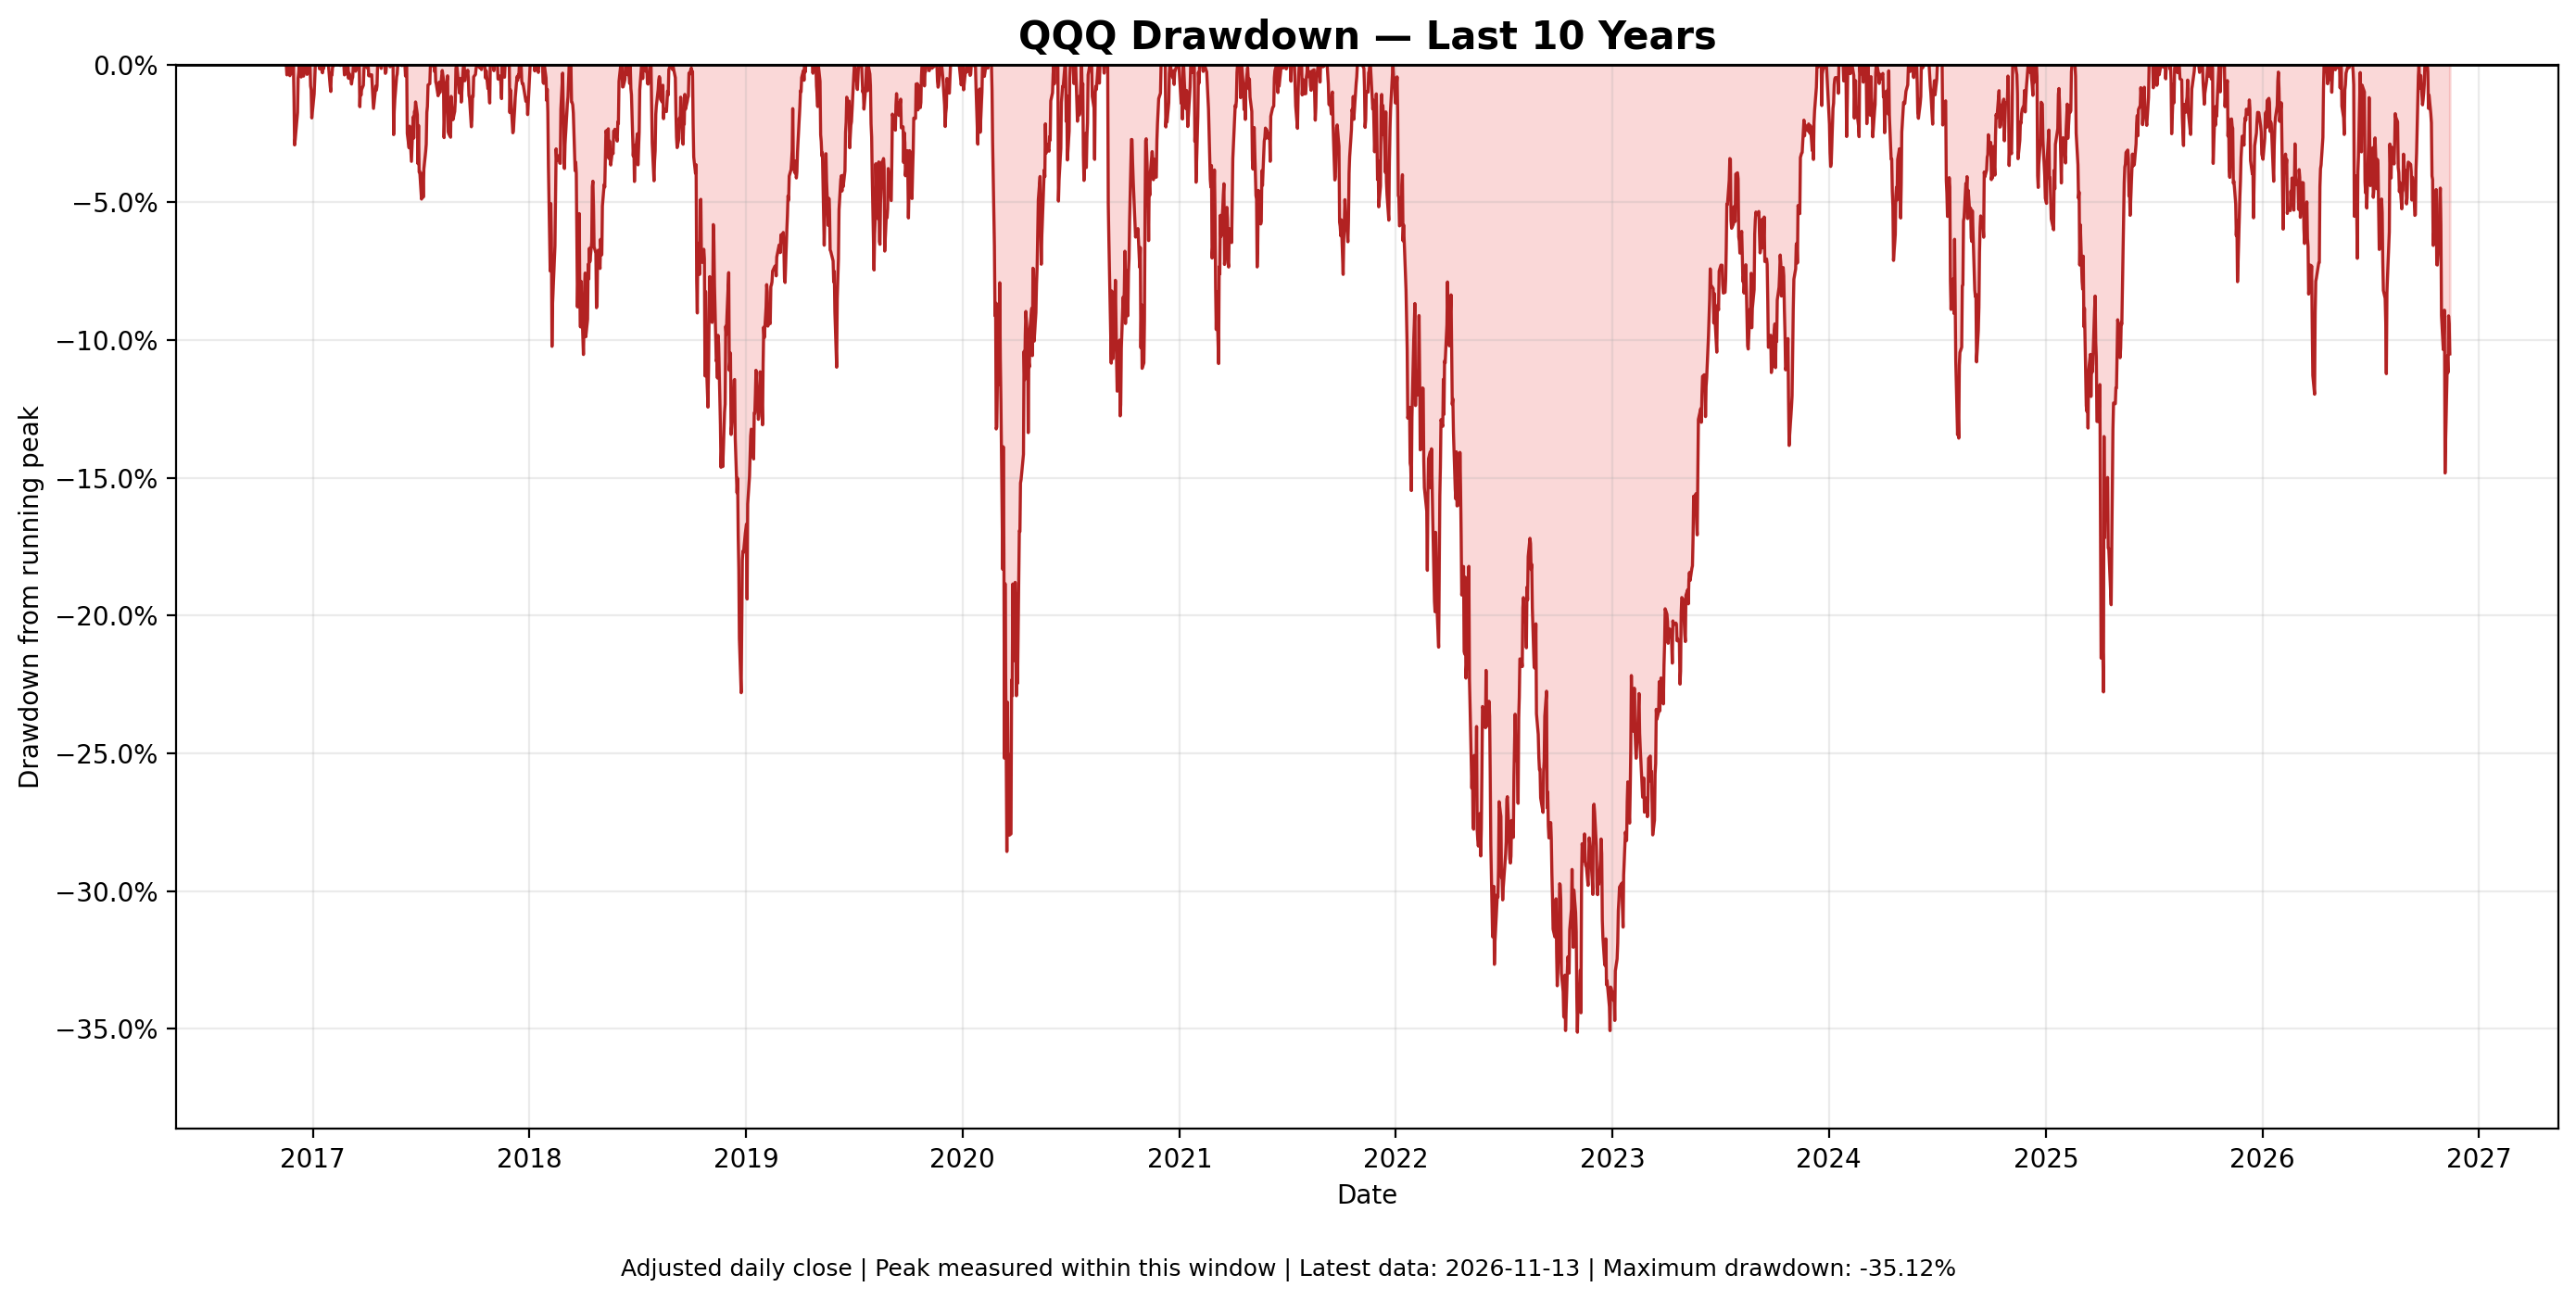 QQQ Drawdown — Last 10 Years
Drawdown from running peak
0.0%
−5.0%
−10.0%
−15.0%
−20.0%
−25.0%
−30.0%
−35.0%
2017 2018 2019 2020 2021 2022 2023 2024 2025 2026 2027
Date
Adjusted daily close | Peak measured within this window | Latest data: 2026-11-13 | Maximum drawdown: -35.12%